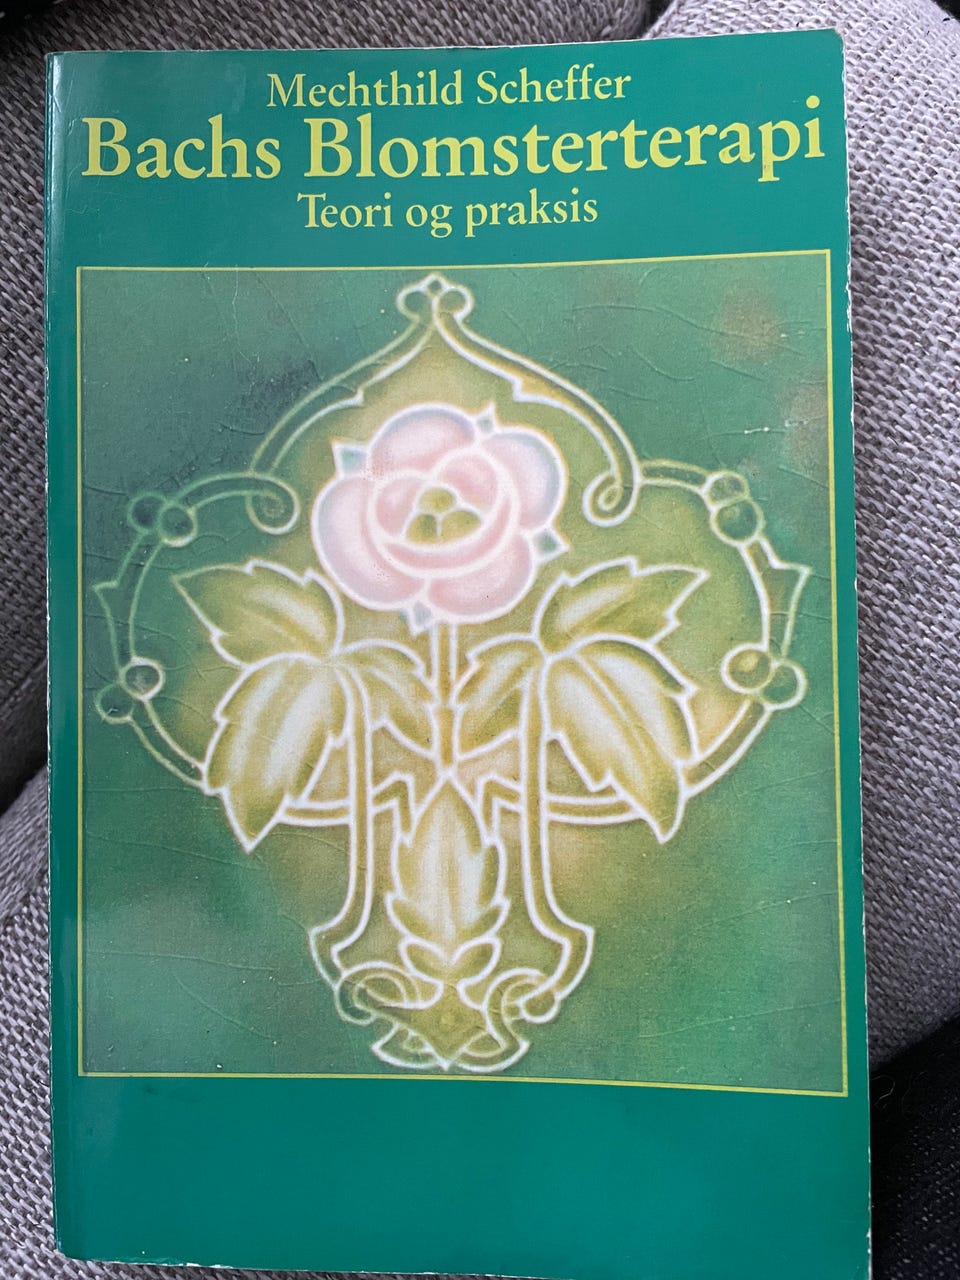 Mechthild Scheffer
Bachs Blomsterterapi
Teori og praksis